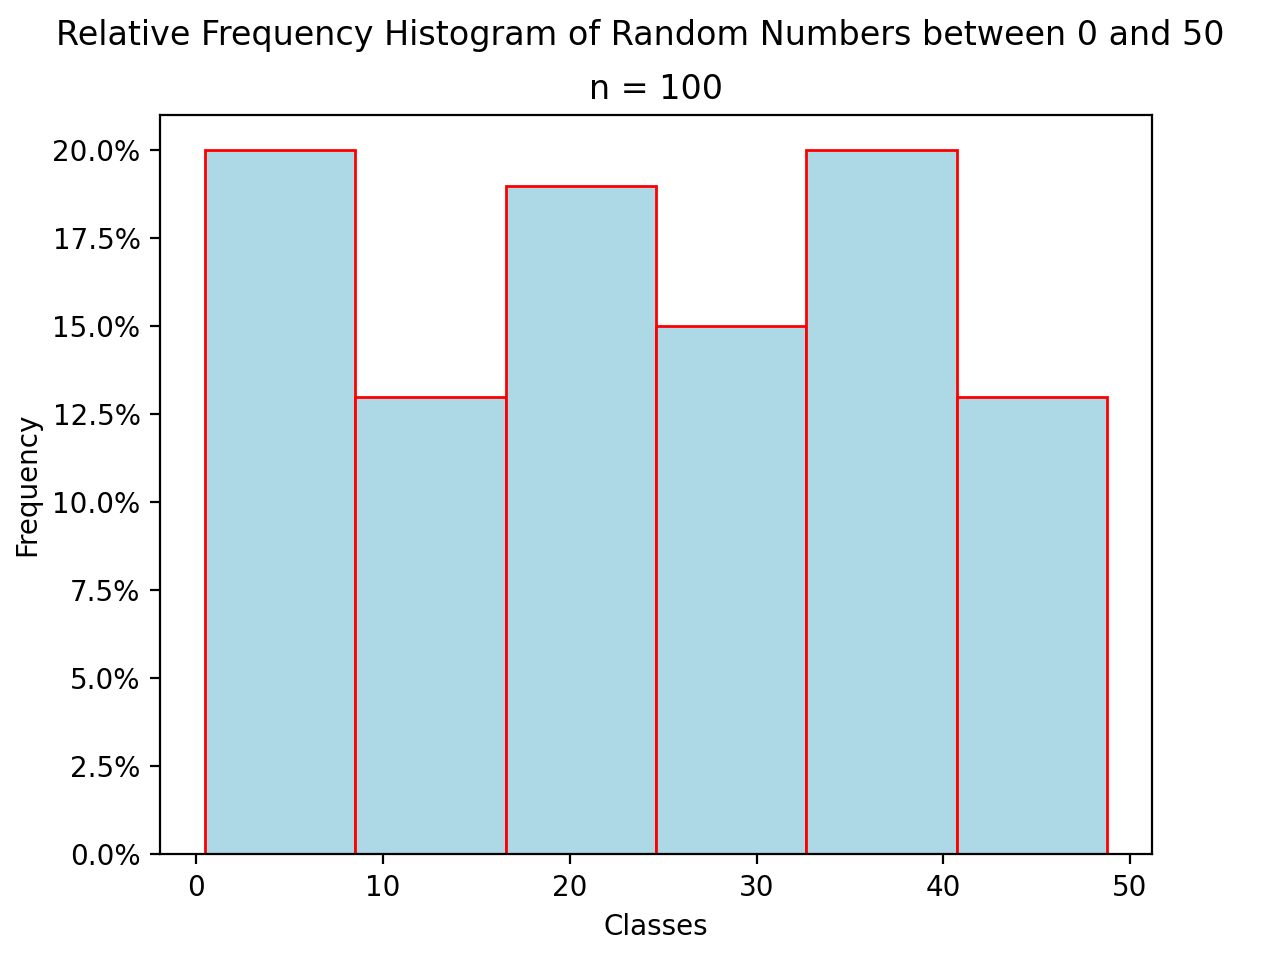 Relative Frequency Histogram of Random Numbers between 0 and 50
n = 100
20.0%
17.5%
15.0%
12.5%
10.0%
7.5%
5.0%
2.5%
0.0%
Frequency
0 10 20 30 40 50
Classes